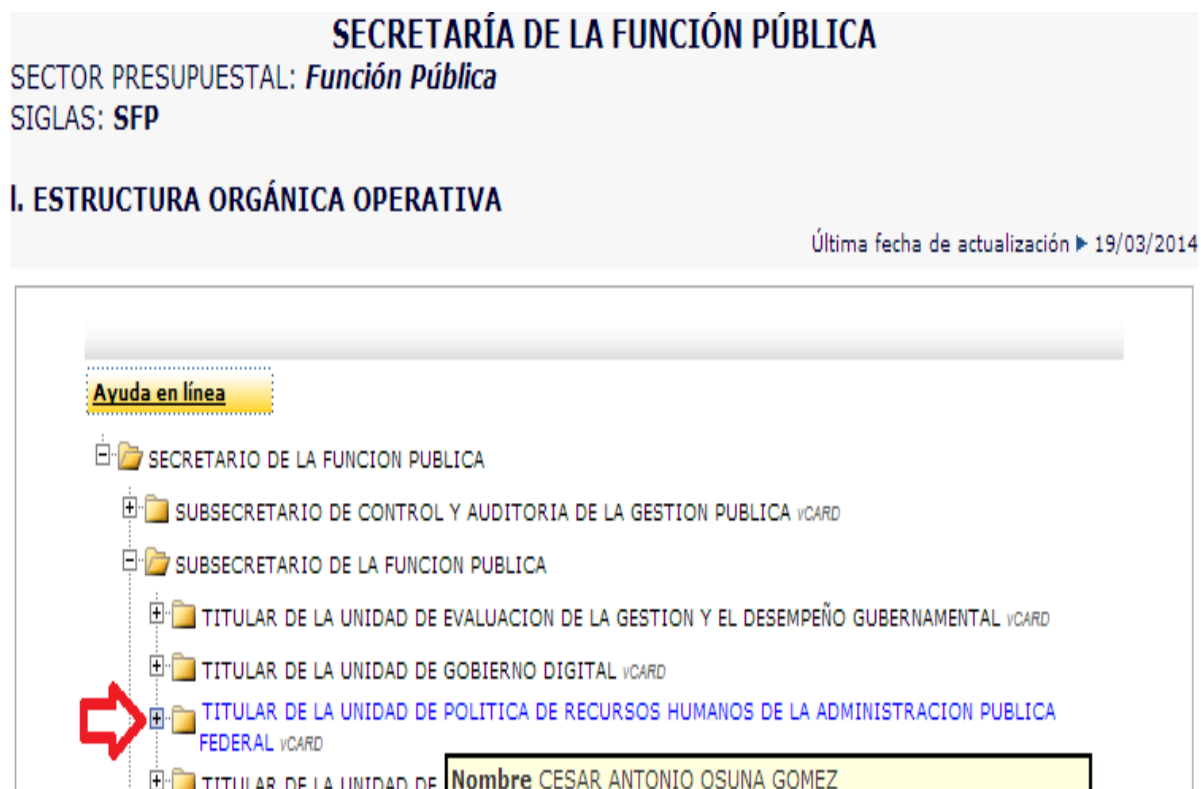 SECRETARÍA DE LA FUNCIÓN PÚBLICA
SECTOR PRESUPUESTAL: Función Pública
SIGLAS: SFP
I. ESTRUCTURA ORGÁNICA OPERATIVA
Última fecha de actualización 19/03/2014
Ayuda en línea
SECRETARIO DE LA FUNCION PUBLICA
SUBSECRETARIO DE CONTROL Y AUDITORIA DE LA GESTION PUBLICA vCARD
SUBSECRETARIO DE LA FUNCION PUBLICA
TITULAR DE LA UNIDAD DE EVALUACION DE LA GESTION Y EL DESEMPEÑO GUBERNAMENTAL vCARD
TITULAR DE LA UNIDAD DE GOBIERNO DIGITAL vCARD
TITULAR DE LA UNIDAD DE POLITICA DE RECURSOS HUMANOS DE LA ADMINISTRACION PUBLICA
FEDERAL vCARD
TITULAR DE LA UNIDAD DE Nombre CESAR ANTONIO OSUNA GOMEZ